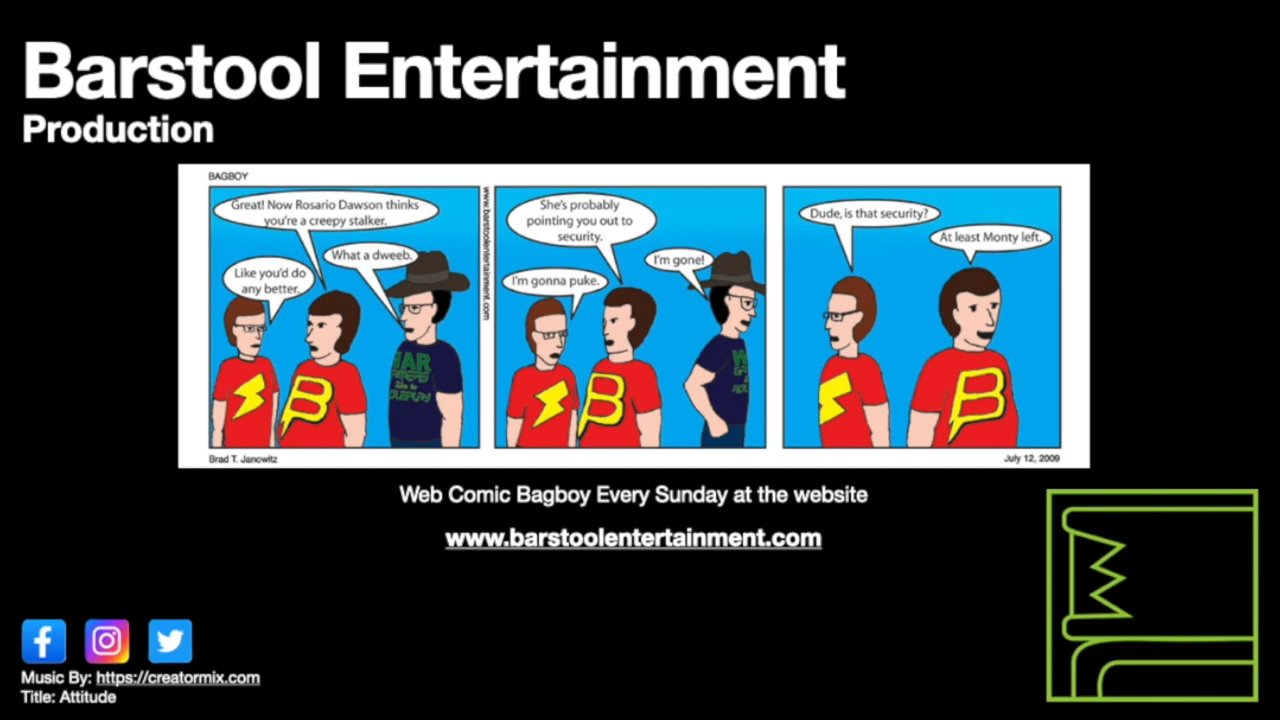 Barstool Entertainment
Production
BAGBOY
Great! Now Rosario Dawson thinks
you're a creepy stalker.
What a dweeb.
Like you'd do
any better.
WAR
www.barstoolentertainment.com
She's probably
pointing you out to
security.
I'm gone!
I'm gonna puke.
Dude, is that security?
At least Monty left.
B
B
B
Brad T. Janowitz
July 12, 2009
Web Comic Bagboy Every Sunday at the website
www.barstoolentertainment.com
Music By: https://creatormix.com
Title: Attitude